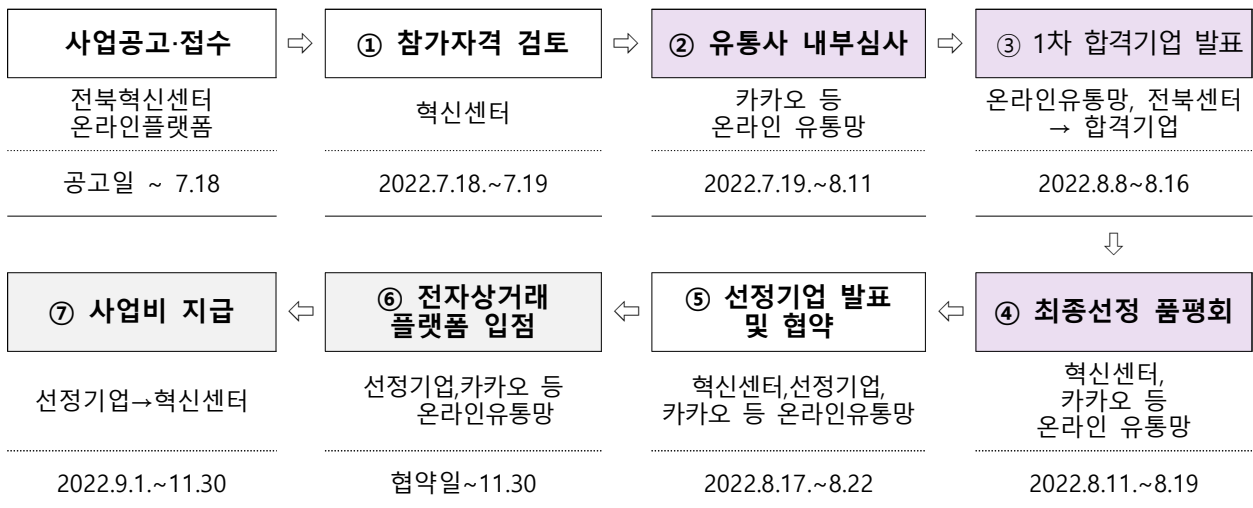 사업공고·접수 ⇨ ① 참가자격 검토 ⇨ ② 유통사 내부심사 ⇨ ③ 1차 합격기업 발표
전북혁신센터
온라인플랫폼
혁신센터
카카오 등
온라인 유통망
온라인유통망, 전북센터
→ 합격기업
공고일 ~ 7.18
2022.7.18.~7.19
2022.7.19.~8.11
2022.8.8~8.16
⇩
④ 최종선정 품평회
⇦
⑤ 선정기업 발표
및 협약
⇦
⑥ 전자상거래
플랫폼 입점
⇦
⑦ 사업비 지급
혁신센터,
카카오 등
온라인 유통망
혁신센터,선정기업,
카카오 등 온라인유통망
선정기업,카카오 등
온라인유통망
선정기업→혁신센터
2022.8.11.~8.19
2022.8.17.~8.22
협약일~11.30
2022.9.1.~11.30